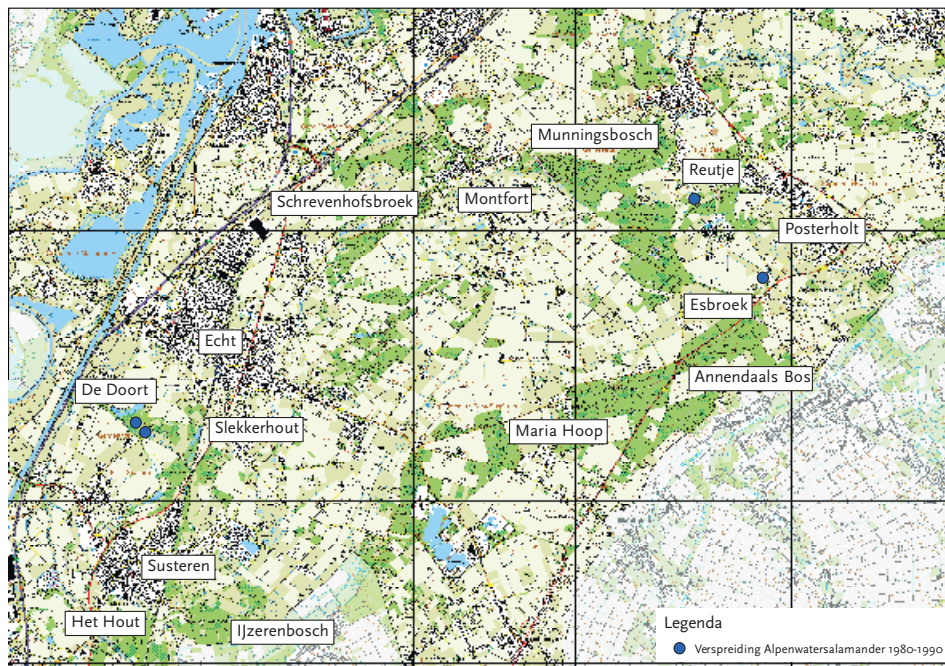 Munningsbosch
Reutje
Schrevenhofsbroek
Montfort
Posterholt
Esbroek
Echt
Annendaals Bos
De Doort
Slekkerhout
Maria Hoop
Susteren
Het Hout
IJzerenbosch
Legenda
Verspreiding Alpenwatersalamander 1980-1990